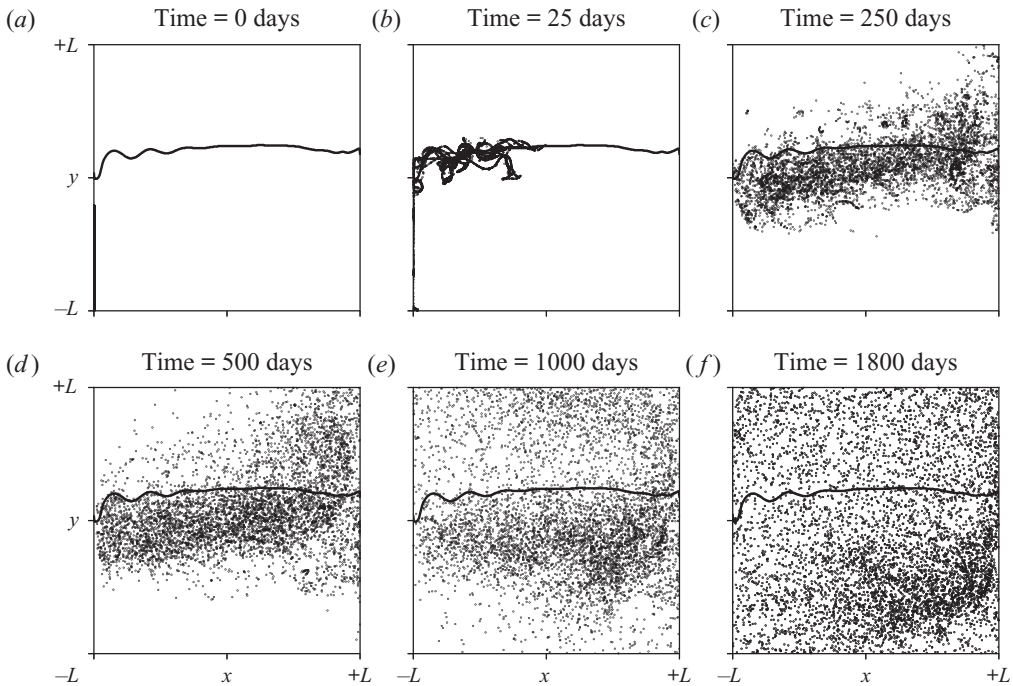 (a) Time = 0 days (b) Time = 25 days (c) Time = 250 days
+L
y
–L
(d) Time = 500 days (e) Time = 1000 days (f) Time = 1800 days
+L
y
–L x +L –L x +L –L x +L